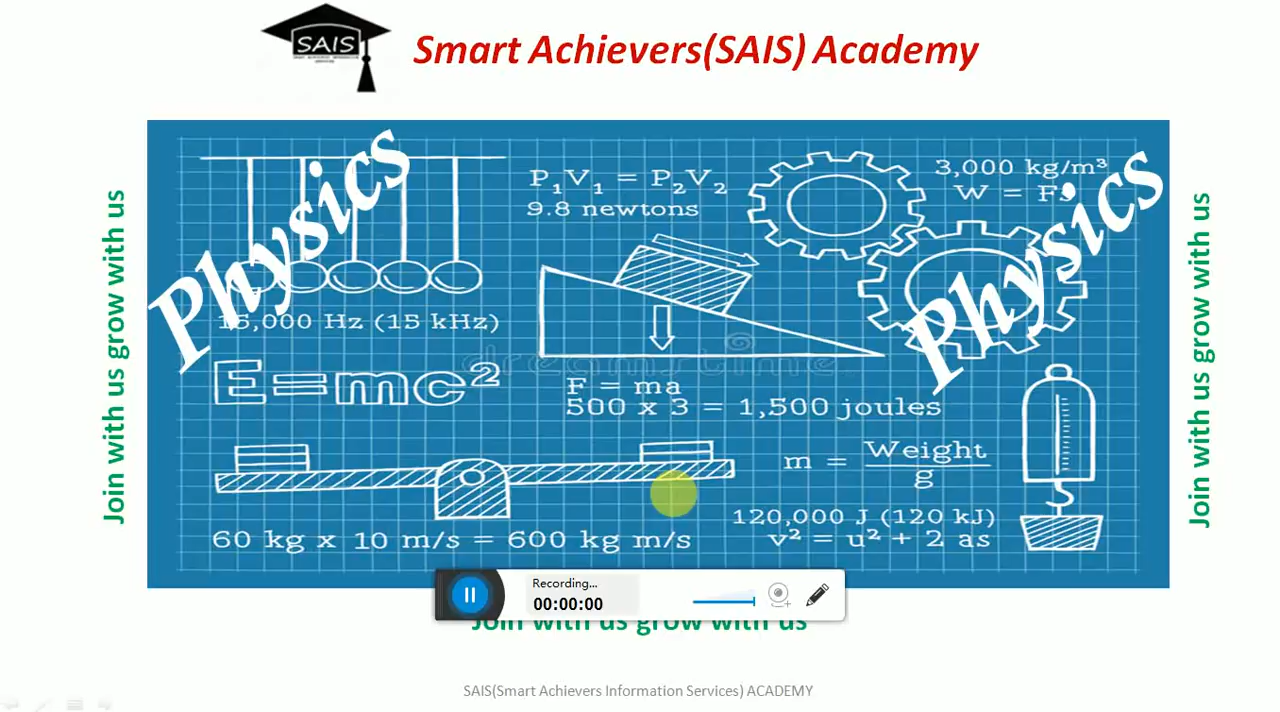 SAIS
Smart Achievers(SAIS) Academy
Join with us grow with us
Physics
P₁V₁ = P₂V₂
9.8 newtons
3,000 kg/m³
W = F
Physics
15,000 Hz (15 kHz)
E=mc²
dreamstime
F = ma
500 x 3 = 1,500 joules
m = Weight
g
60 kg x 10 m/s = 600 kg m/s
120,000 J (120 kJ)
v² = u² + 2 as
Join with us grow with us
Recording...
00:00:00
Join with us grow with us
SAIS(Smart Achievers Information Services) ACADEMY